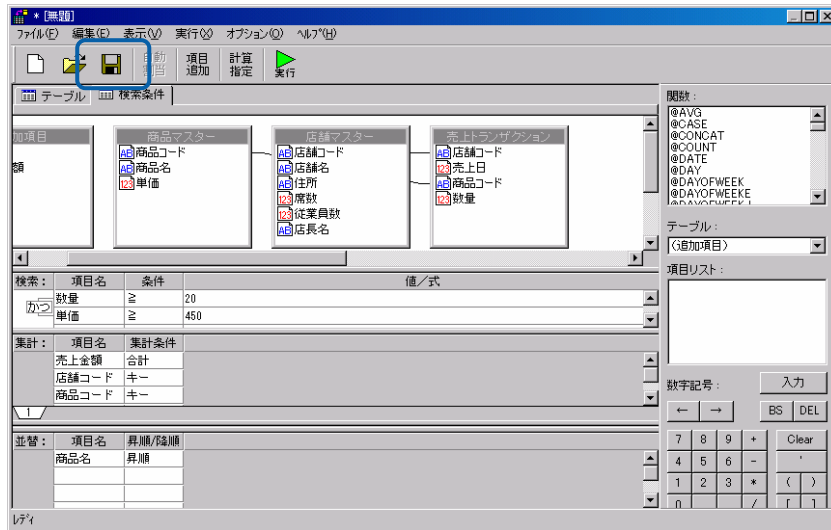 * [無題]
ファイル(F) 編集(E) 表示(V) 実行(X) オプション(O) ヘルプ(H)
自動割当 項目追加 計算指定 実行
テーブル 検索条件
加項目
額
商品マスター
商品コード
商品名
単価
店舗マスター
店舗コード
店舗名
住所
席数
従業員数
店長名
売上トランザクション
店舗コード
売上日
商品コード
数量
検索: 項目名 条件 値/式
かつ
数量 ≧ 20
単価 ≧ 450
集計: 項目名 集計条件
売上金額 合計
店舗コード キー
商品コード キー
1
並替: 項目名 昇順/降順
商品名 昇順
関数:
@AVG
@CASE
@CONCAT
@COUNT
@DATE
@DAY
@DAYOFWEEK
@DAYOFWEEKE
テーブル:
(追加項目)
項目リスト:
数字記号: 入力
← → BS DEL
7 8 9 + Clear
4 5 6 - '
1 2 3 * ( )
0 / [ ]
レディ